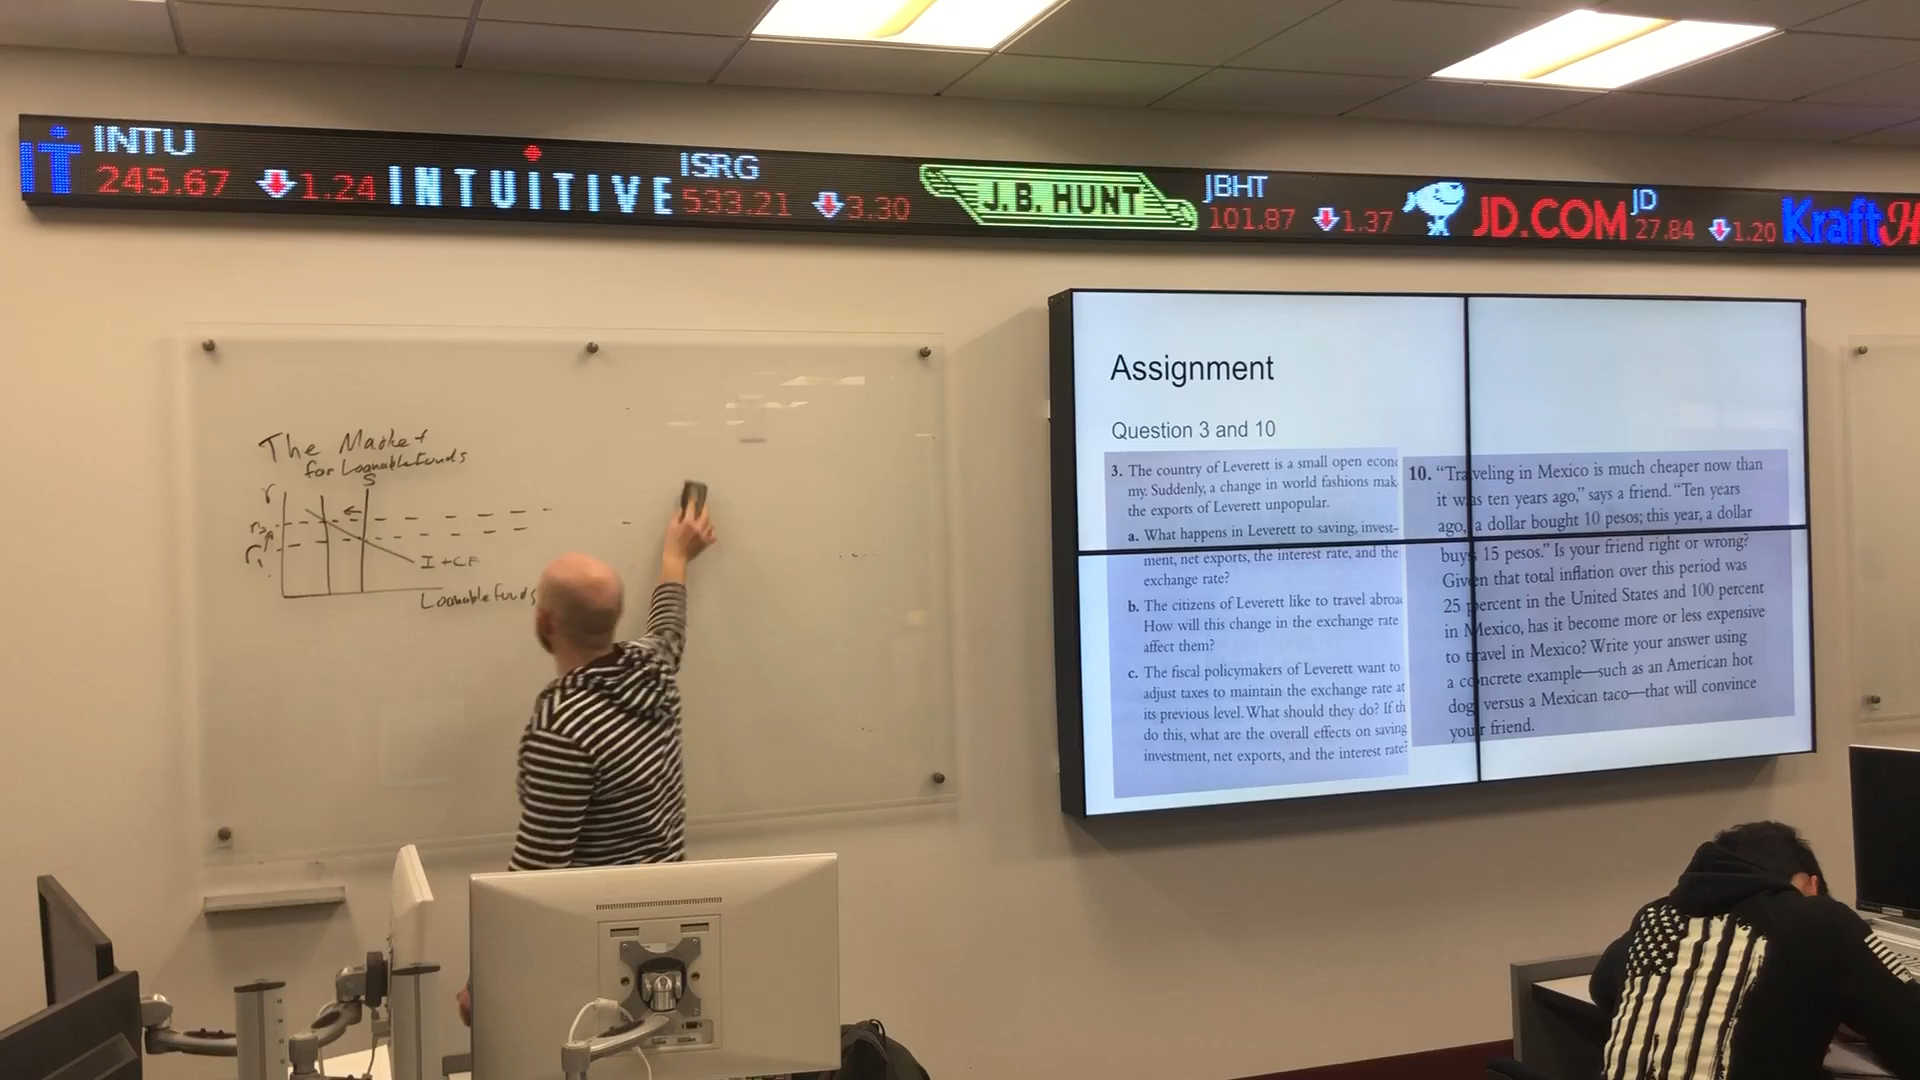 INTU
245.67 1.24
INTUITIVE
ISRG
533.21 3.30
J.B. HUNT
JBHT
101.87 1.37
JD.COM
JD
27.84 1.20
Kraft H
The Market
for Loanable Funds
S
r
r2
r1
I + CF
Loanable Funds
Assignment
Question 3 and 10
3. The country of Leverett is a small open econo
my. Suddenly, a change in world fashions mak
the exports of Leverett unpopular.
a. What happens in Leverett to saving, invest-
ment, net exports, the interest rate, and the
exchange rate?
b. The citizens of Leverett like to travel abroa
How will this change in the exchange rate
affect them?
c. The fiscal policymakers of Leverett want to
adjust taxes to maintain the exchange rate at
its previous level. What should they do? If th
do this, what are the overall effects on saving
investment, net exports, and the interest rate?
10. “Traveling in Mexico is much cheaper now than
it was ten years ago,” says a friend. “Ten years
ago, a dollar bought 10 pesos; this year, a dollar
buys 15 pesos.” Is your friend right or wrong?
Given that total inflation over this period was
25 percent in the United States and 100 percent
in Mexico, has it become more or less expensive
to travel in Mexico? Write your answer using
a concrete example—such as an American hot
dog versus a Mexican taco—that will convince
your friend.